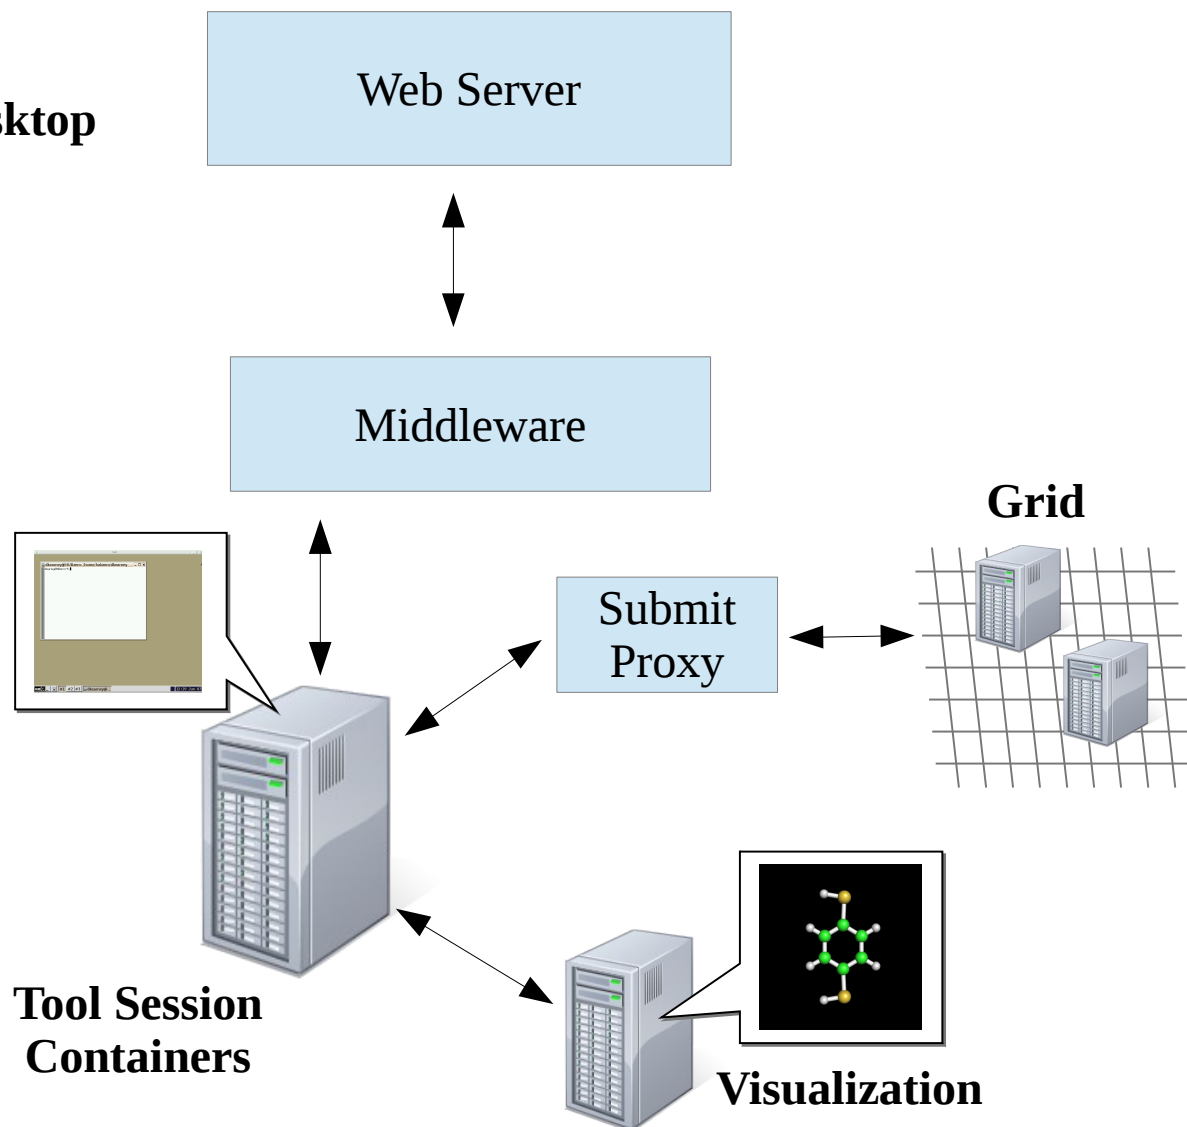 Web Server
sktop
Middleware
Grid
Submit
Proxy
Tool Session
Containers
Visualization